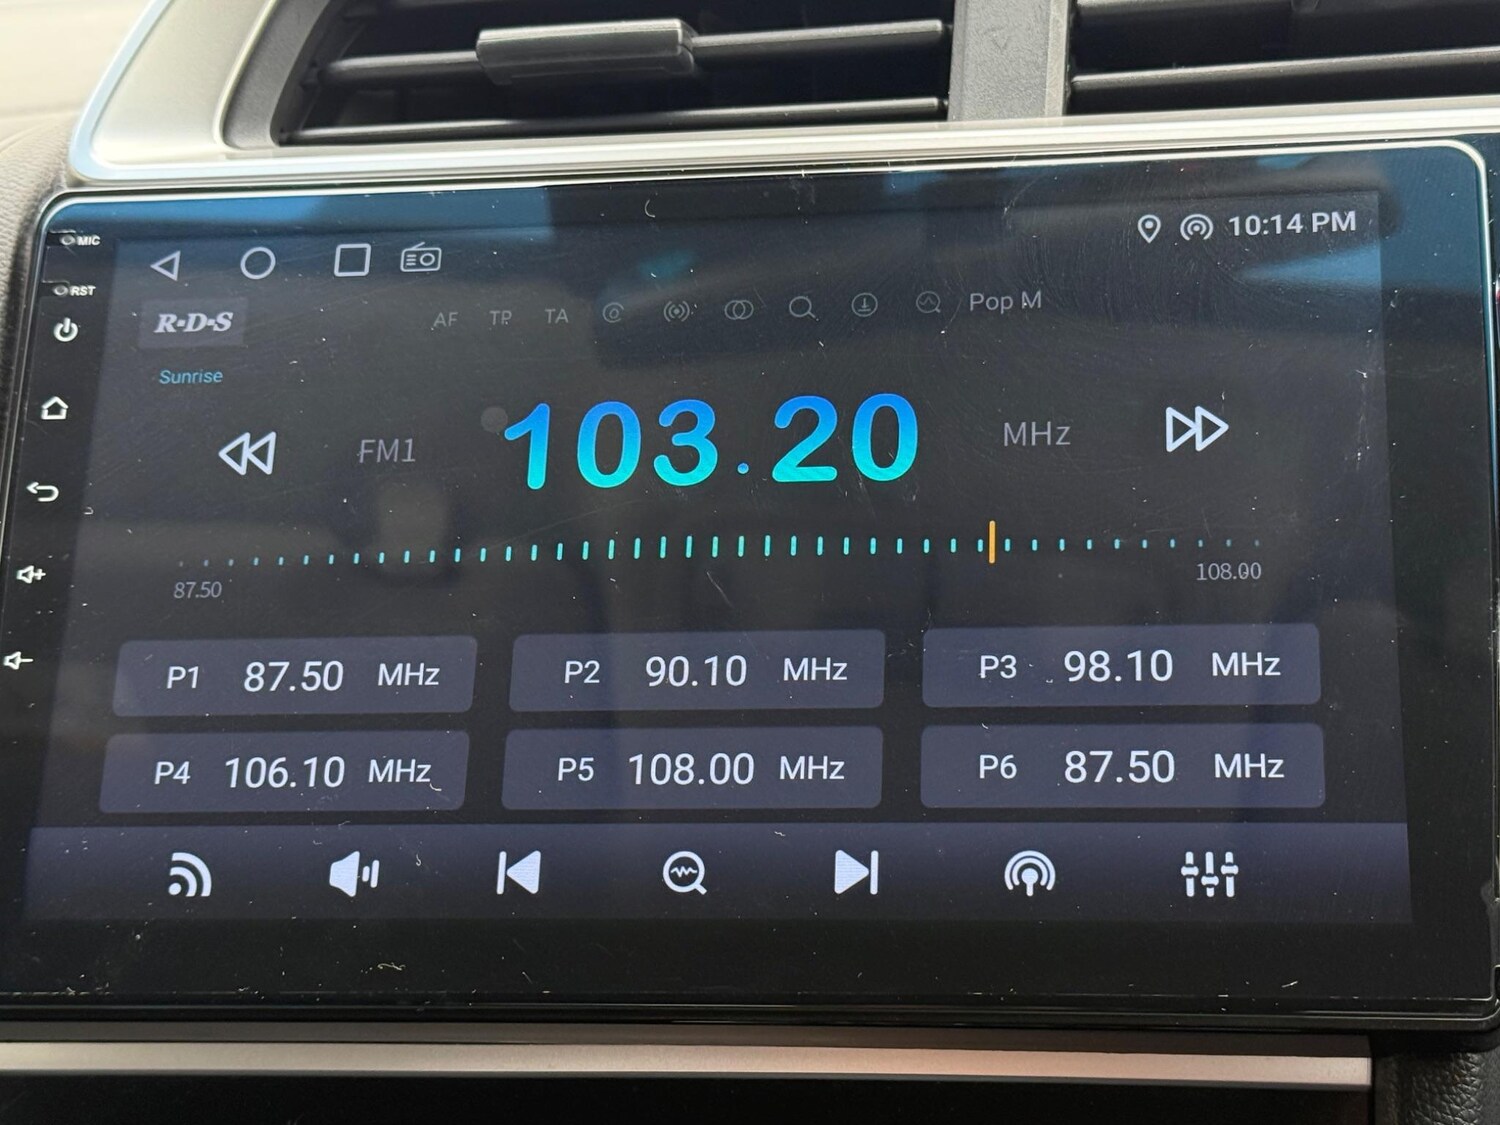 MIC
10:14 PM
RST
R·D·S
AF TP TA Pop M
Sunrise
FM1 103.20 MHz
87.50 108.00
P1 87.50 MHz
P2 90.10 MHz
P3 98.10 MHz
P4 106.10 MHz
P5 108.00 MHz
P6 87.50 MHz